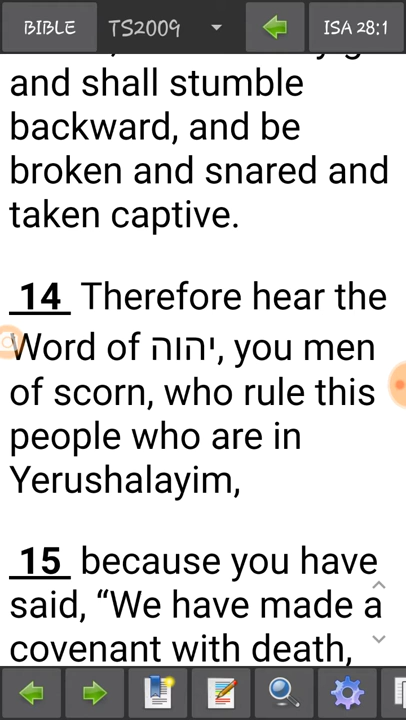 BIBLE TS2009 ISA 28:1
and shall stumble
backward, and be
broken and snared and
taken captive.
14 Therefore hear the
Word of יהוה, you men
of scorn, who rule this
people who are in
Yerushalayim,
15 because you have
said, “We have made a
covenant with death,